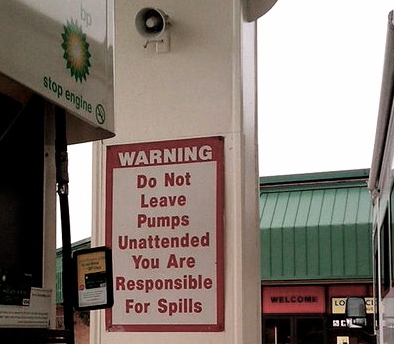 bp
stop engine
WARNING
Do Not
Leave
Pumps
Unattended
You Are
Responsible
For Spills
WELCOME